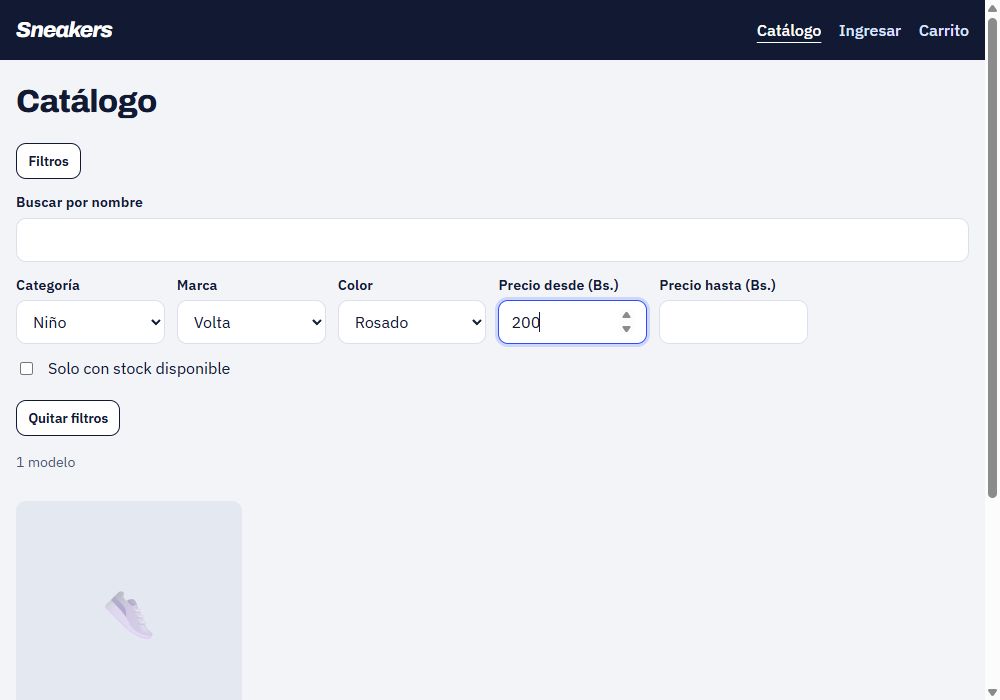 Sneakers
Catálogo Ingresar Carrito
Catálogo
Filtros
Buscar por nombre
Categoría Marca Color Precio desde (Bs.) Precio hasta (Bs.)
Niño Volta Rosado 200
Solo con stock disponible
Quitar filtros
1 modelo